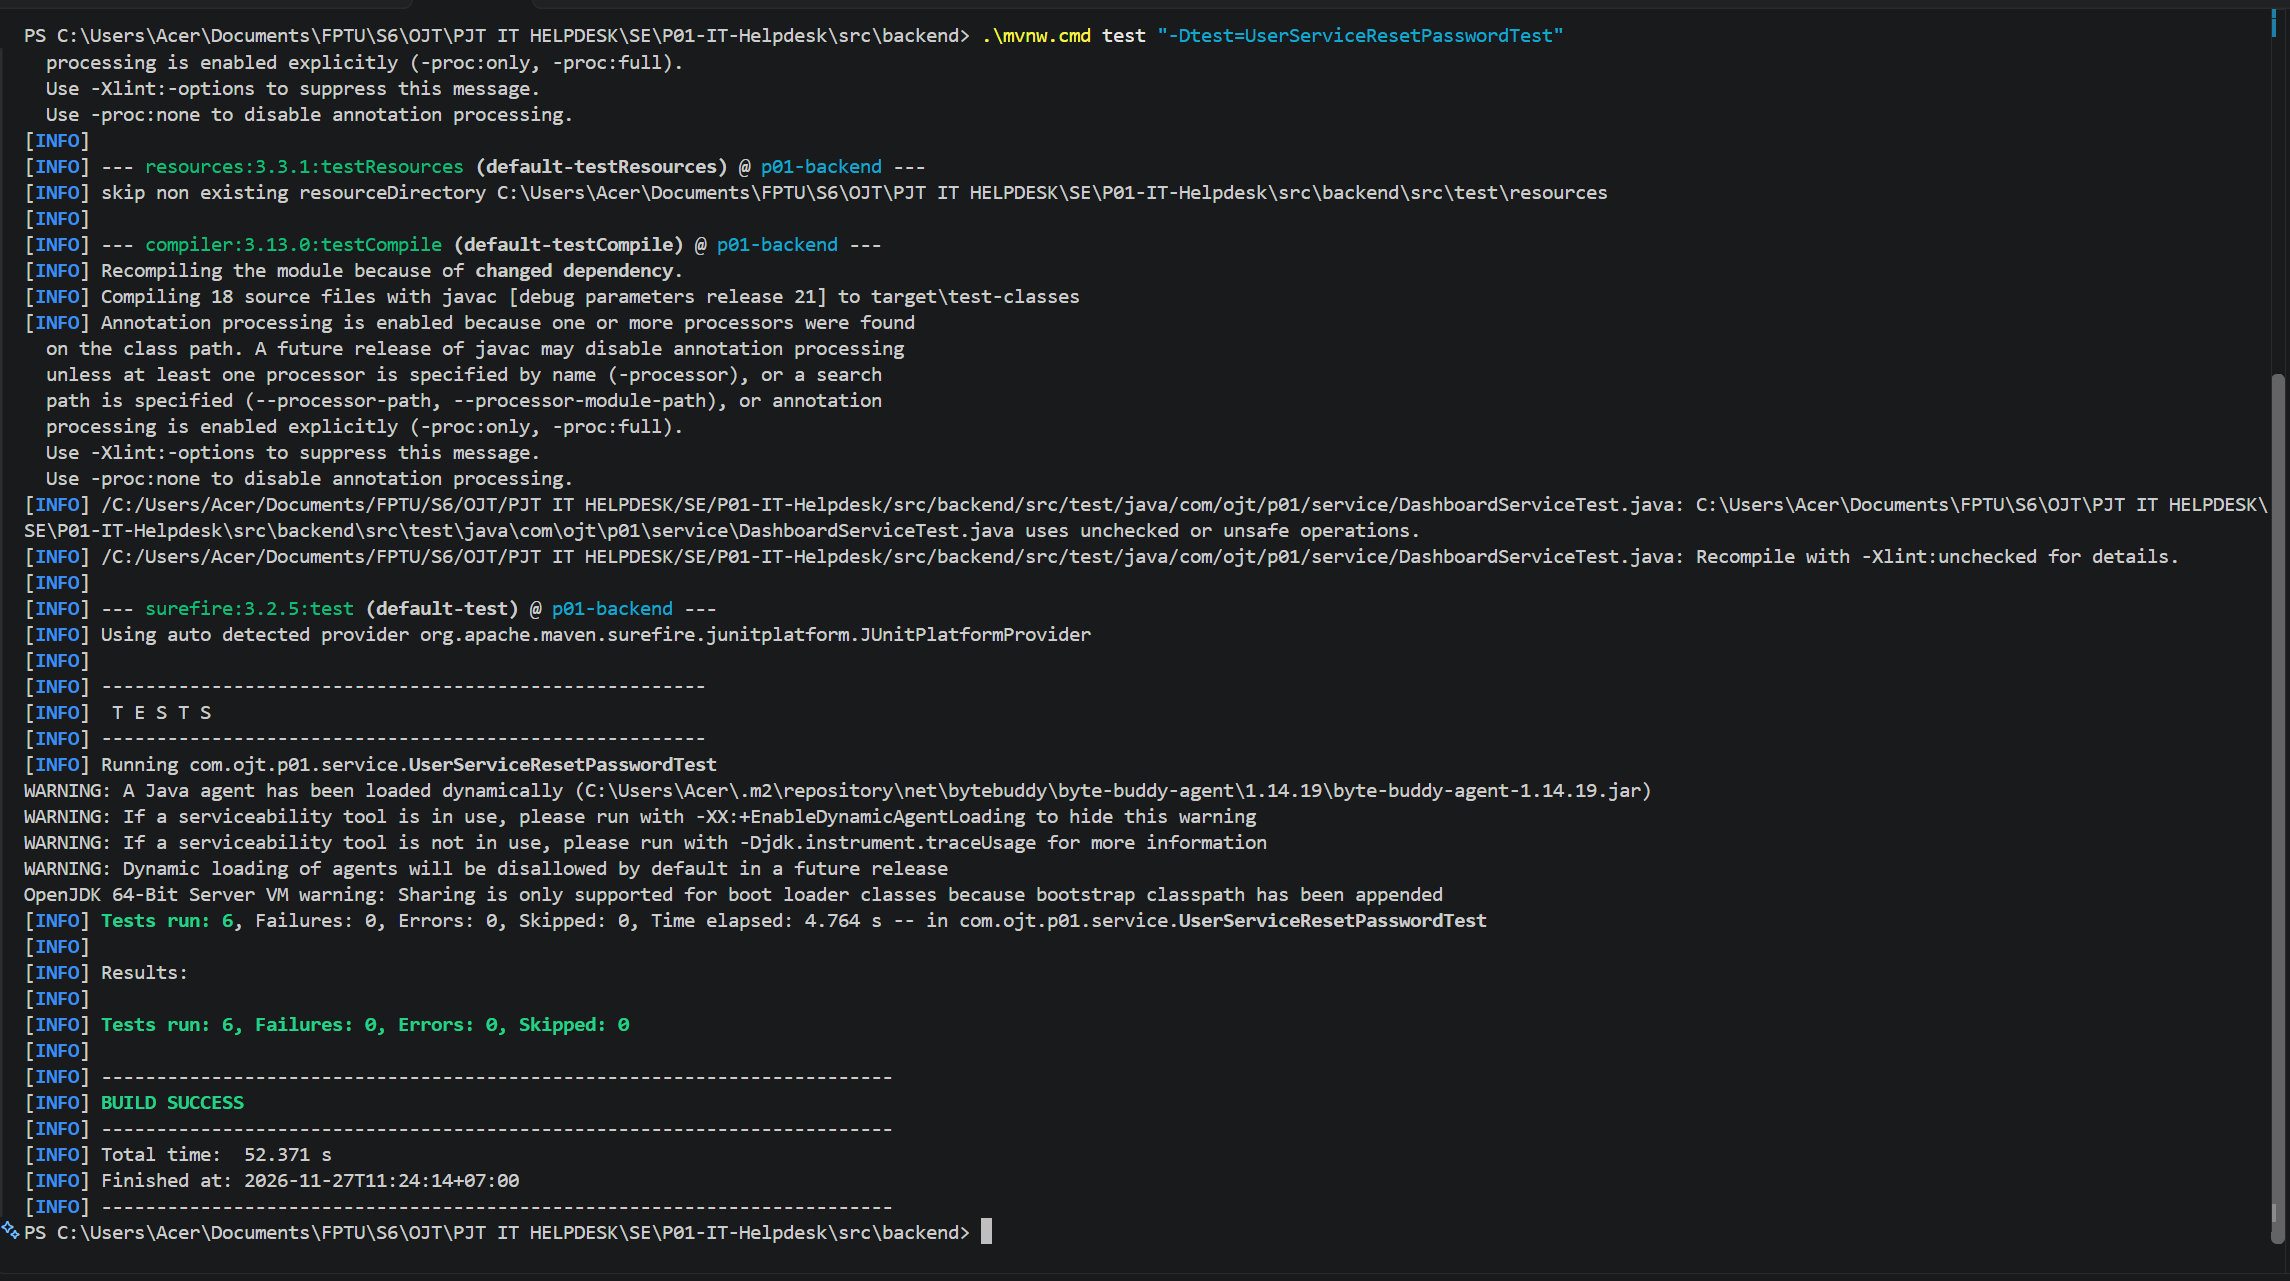 PS C:\Users\Acer\Documents\FPTU\S6\OJT\PJT IT HELPDESK\SE\P01-IT-Helpdesk\src\backend> .\mvnw.cmd test "-Dtest=UserServiceResetPasswordTest"
  processing is enabled explicitly (-proc:only, -proc:full).
  Use -Xlint:-options to suppress this message.
  Use -proc:none to disable annotation processing.
[INFO]
[INFO] --- resources:3.3.1:testResources (default-testResources) @ p01-backend ---
[INFO] skip non existing resourceDirectory C:\Users\Acer\Documents\FPTU\S6\OJT\PJT IT HELPDESK\SE\P01-IT-Helpdesk\src\backend\src\test\resources
[INFO]
[INFO] --- compiler:3.13.0:testCompile (default-testCompile) @ p01-backend ---
[INFO] Recompiling the module because of changed dependency.
[INFO] Compiling 18 source files with javac [debug parameters release 21] to target\test-classes
[INFO] Annotation processing is enabled because one or more processors were found
  on the class path. A future release of javac may disable annotation processing
  unless at least one processor is specified by name (-processor), or a search
  path is specified (--processor-path, --processor-module-path), or annotation
  processing is enabled explicitly (-proc:only, -proc:full).
  Use -Xlint:-options to suppress this message.
  Use -proc:none to disable annotation processing.
[INFO] /C:/Users/Acer/Documents/FPTU/S6/OJT/PJT IT HELPDESK/SE/P01-IT-Helpdesk/src/backend/src/test/java/com/ojt/p01/service/DashboardServiceTest.java: C:\Users\Acer\Documents\FPTU\S6\OJT\PJT IT HELPDESK\
SE\P01-IT-Helpdesk\src\backend\src\test\java\com\ojt\p01\service\DashboardServiceTest.java uses unchecked or unsafe operations.
[INFO] /C:/Users/Acer/Documents/FPTU/S6/OJT/PJT IT HELPDESK/SE/P01-IT-Helpdesk/src/backend/src/test/java/com/ojt/p01/service/DashboardServiceTest.java: Recompile with -Xlint:unchecked for details.
[INFO]
[INFO] --- surefire:3.2.5:test (default-test) @ p01-backend ---
[INFO] Using auto detected provider org.apache.maven.surefire.junitplatform.JUnitPlatformProvider
[INFO]
[INFO] -------------------------------------------------------
[INFO]  T E S T S
[INFO] -------------------------------------------------------
[INFO] Running com.ojt.p01.service.UserServiceResetPasswordTest
WARNING: A Java agent has been loaded dynamically (C:\Users\Acer\.m2\repository\net\bytebuddy\byte-buddy-agent\1.14.19\byte-buddy-agent-1.14.19.jar)
WARNING: If a serviceability tool is in use, please run with -XX:+EnableDynamicAgentLoading to hide this warning
WARNING: If a serviceability tool is not in use, please run with -Djdk.instrument.traceUsage for more information
WARNING: Dynamic loading of agents will be disallowed by default in a future release
OpenJDK 64-Bit Server VM warning: Sharing is only supported for boot loader classes because bootstrap classpath has been appended
[INFO] Tests run: 6, Failures: 0, Errors: 0, Skipped: 0, Time elapsed: 4.764 s -- in com.ojt.p01.service.UserServiceResetPasswordTest
[INFO]
[INFO] Results:
[INFO]
[INFO] Tests run: 6, Failures: 0, Errors: 0, Skipped: 0
[INFO]
[INFO] ------------------------------------------------------------------------
[INFO] BUILD SUCCESS
[INFO] ------------------------------------------------------------------------
[INFO] Total time:  52.371 s
[INFO] Finished at: 2026-11-27T11:24:14+07:00
[INFO] ------------------------------------------------------------------------
PS C:\Users\Acer\Documents\FPTU\S6\OJT\PJT IT HELPDESK\SE\P01-IT-Helpdesk\src\backend>